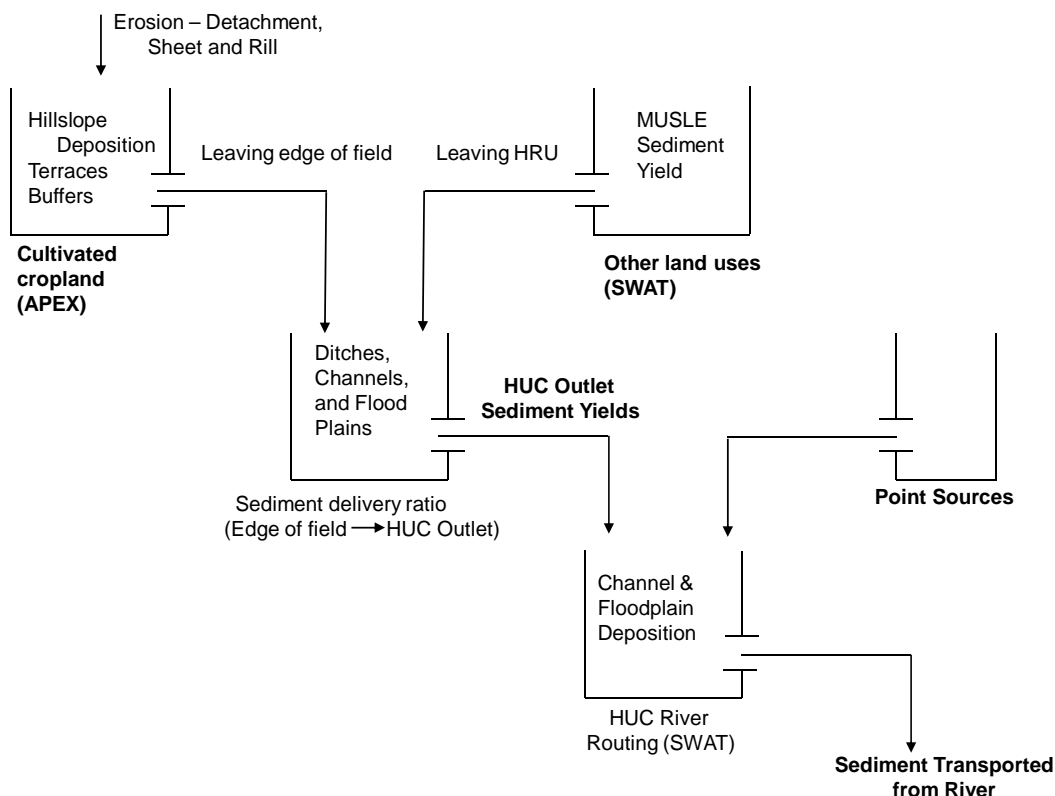 Erosion – Detachment,
Sheet and Rill
Hillslope
Deposition
Terraces
Buffers
Leaving edge of field
Leaving HRU
MUSLE
Sediment
Yield
Cultivated
cropland
(APEX)
Other land uses
(SWAT)
Ditches,
Channels,
and Flood
Plains
HUC Outlet
Sediment Yields
Point Sources
Sediment delivery ratio
(Edge of field → HUC Outlet)
Channel &
Floodplain
Deposition
HUC River
Routing (SWAT)
Sediment Transported
from River